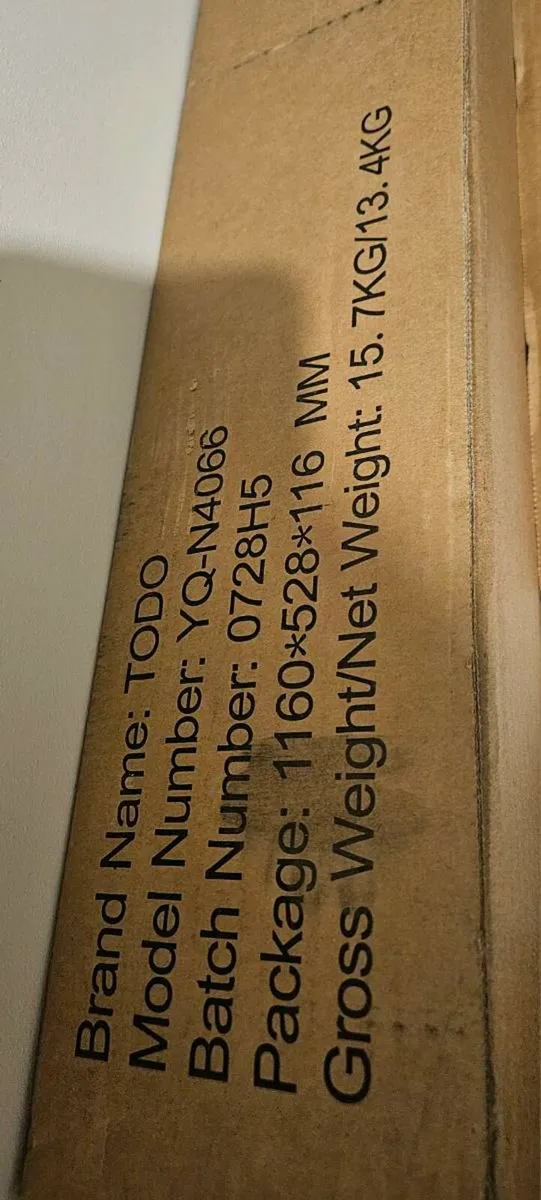 Brand Name: TODO
Model Number: YQ-N4066
Batch Number: 0728H5
Package: 1160*528*116 MM
Gross Weight/Net Weight: 15.7KG/13.4KG